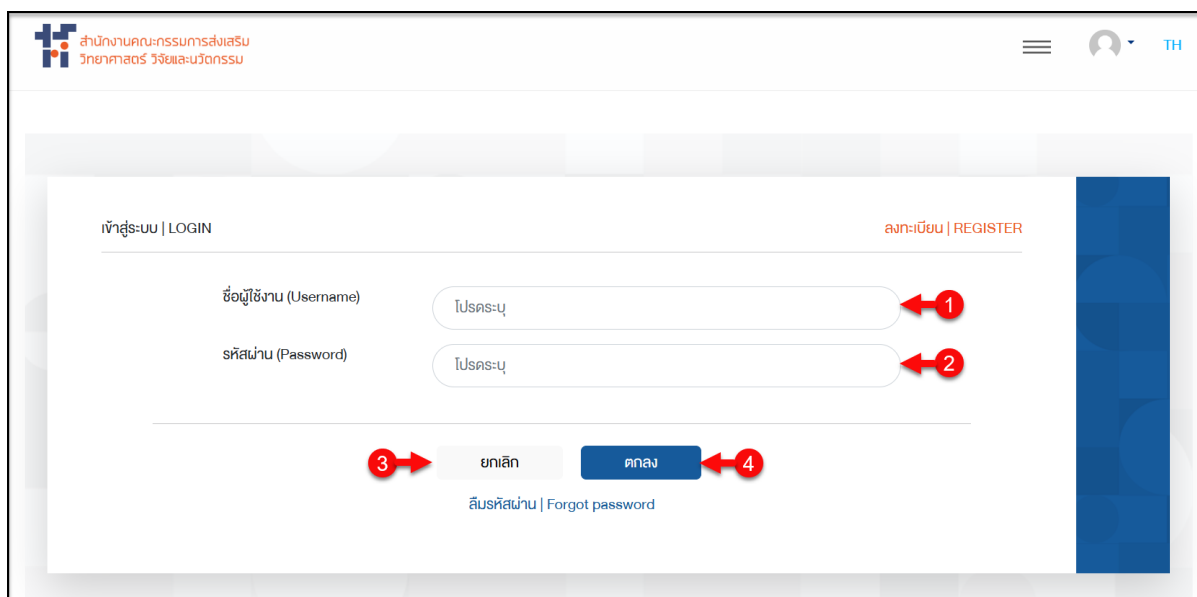 สำนักงานคณะกรรมการส่งเสริม
วิทยาศาสตร์ วิจัยและนวัตกรรม
TH
เข้าสู่ระบบ | LOGIN
ลงทะเบียน | REGISTER
ชื่อผู้ใช้งาน (Username)
โปรดระบุ
1
รหัสผ่าน (Password)
โปรดระบุ
2
3
ยกเลิก
ตกลง
4
ลืมรหัสผ่าน | Forgot password